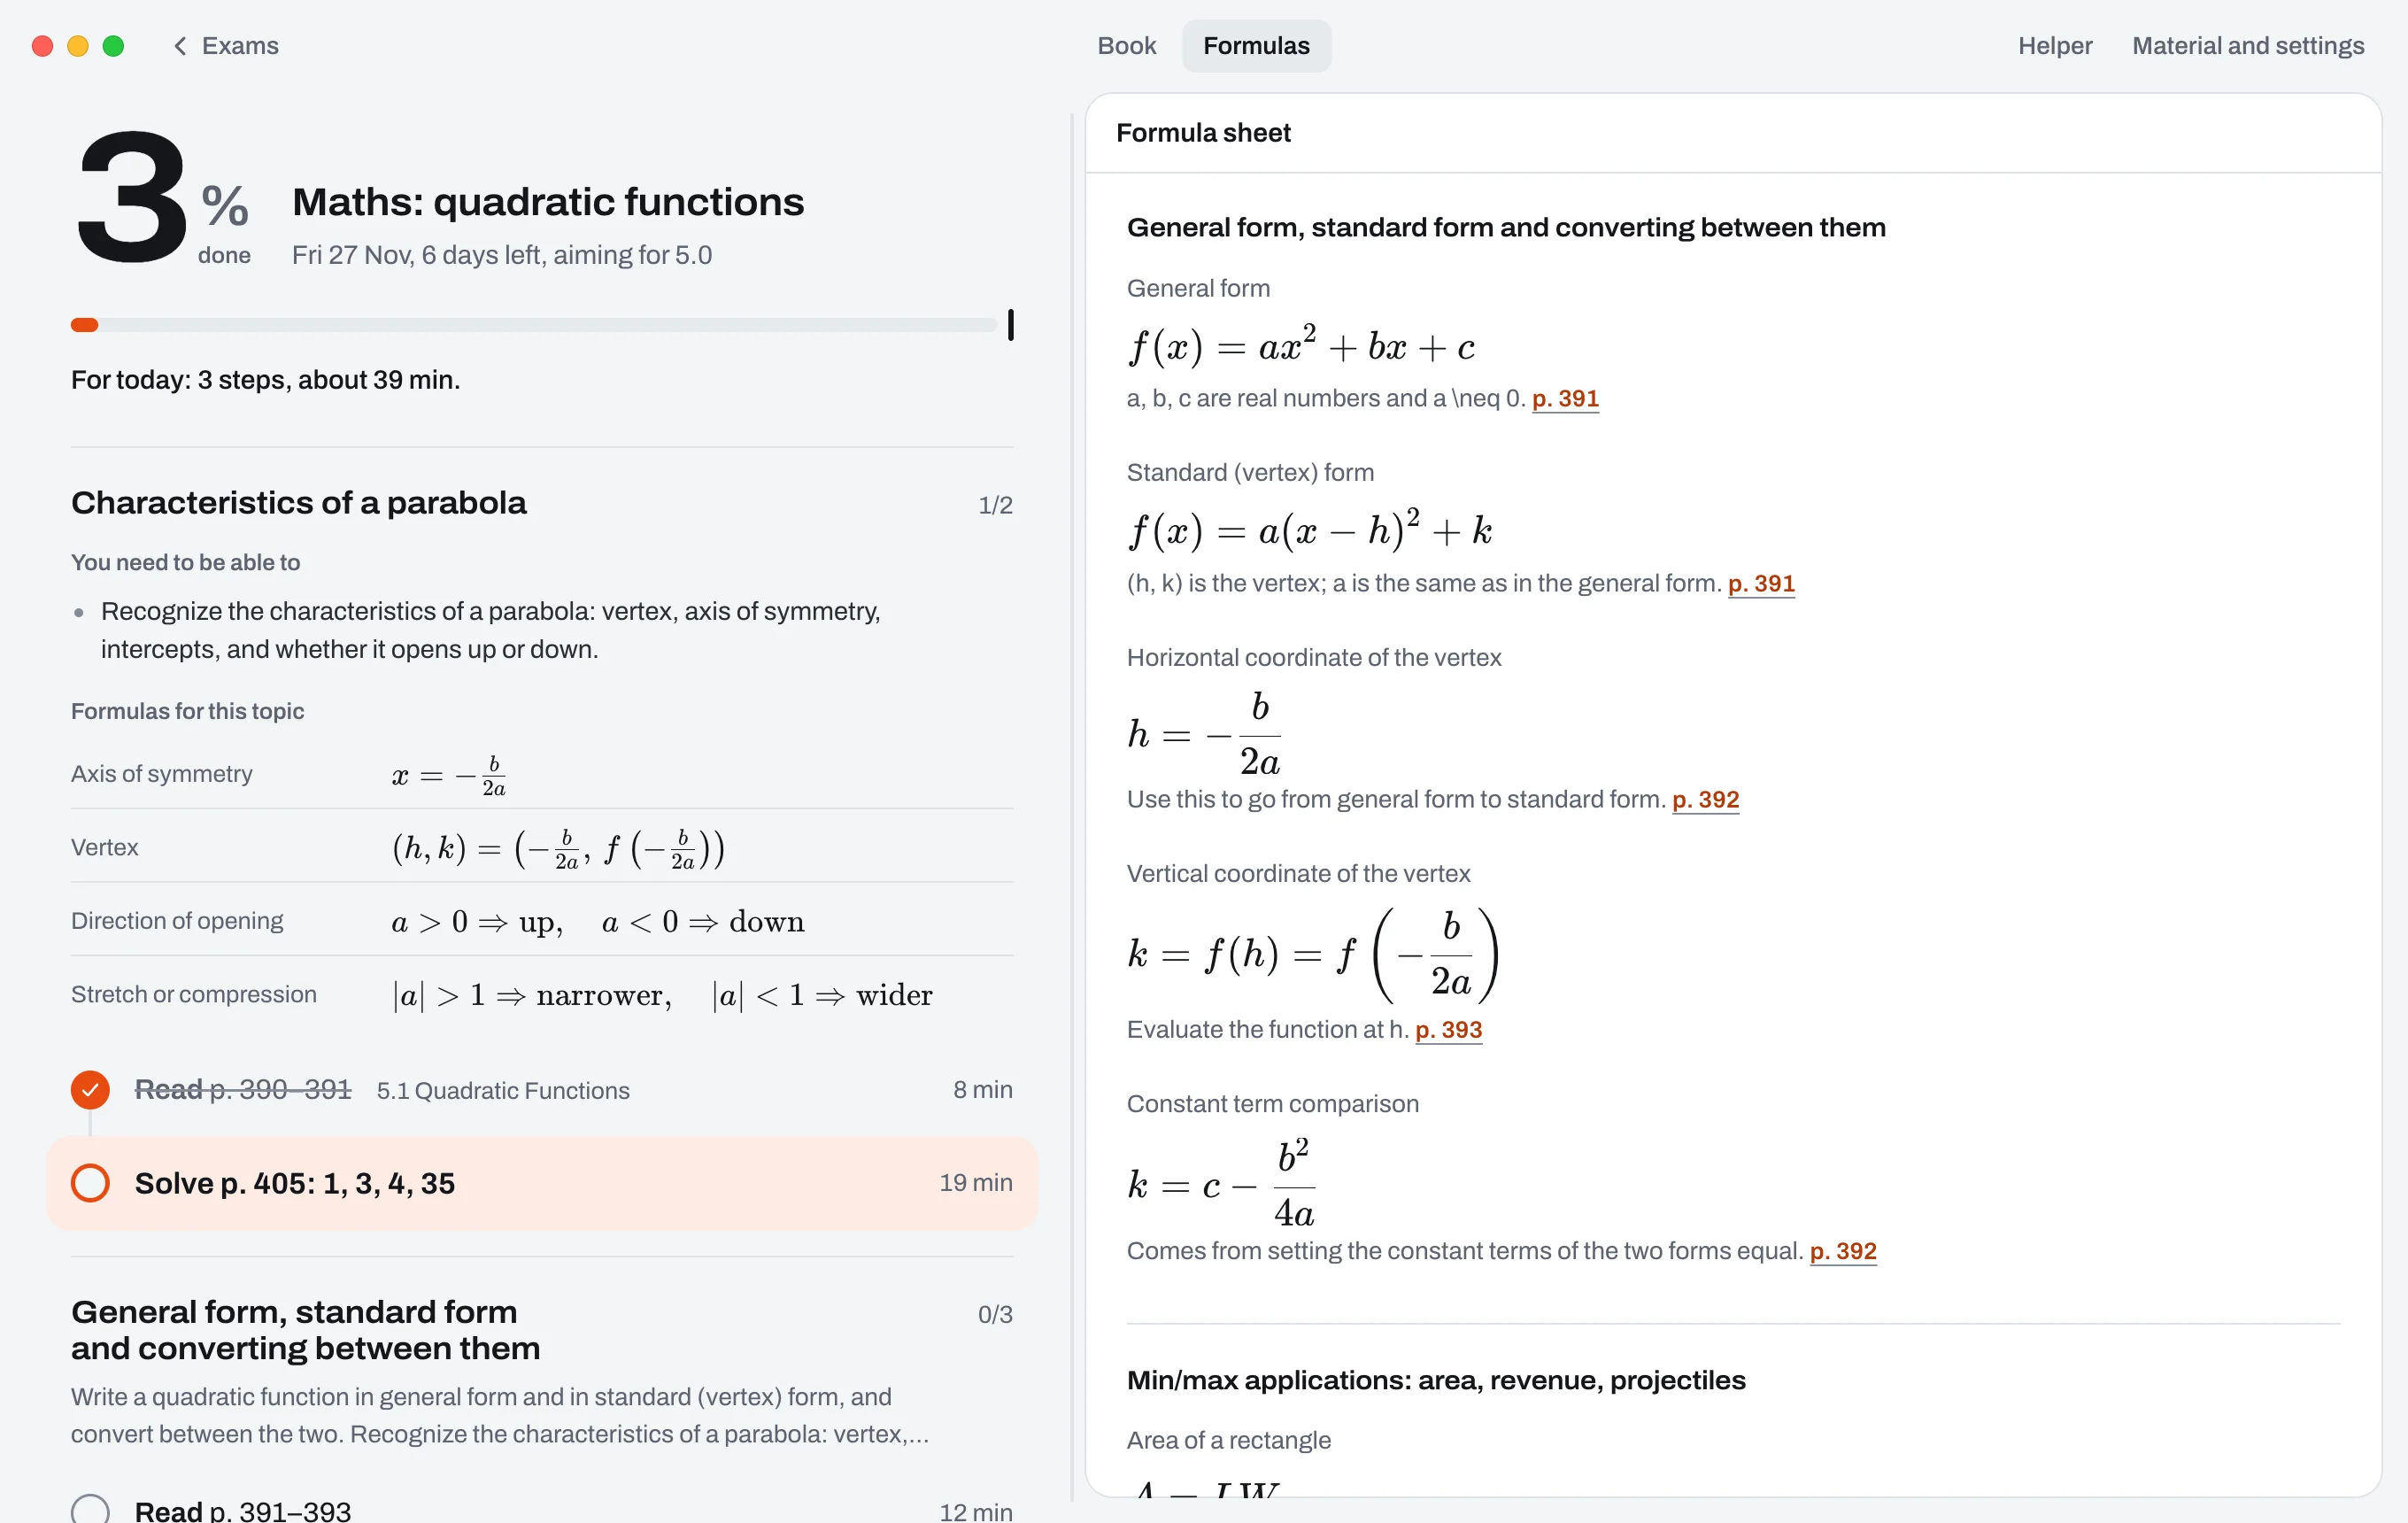 Exams
Book
Formulas
Helper
Material and settings
3
%
done
Maths: quadratic functions
Fri 27 Nov, 6 days left, aiming for 5.0
For today: 3 steps, about 39 min.
Characteristics of a parabola
1/2
You need to be able to
• Recognize the characteristics of a parabola: vertex, axis of symmetry,
intercepts, and whether it opens up or down.
Formulas for this topic
Axis of symmetry x = −b/2a
Vertex (h, k) = (−b/2a, f (−b/2a))
Direction of opening a > 0 ⇒ up, a < 0 ⇒ down
Stretch or compression |a| > 1 ⇒ narrower, |a| < 1 ⇒ wider
Read p. 390–391 5.1 Quadratic Functions 8 min
Solve p. 405: 1, 3, 4, 35 19 min
General form, standard form
and converting between them
0/3
Write a quadratic function in general form and in standard (vertex) form, and
convert between the two. Recognize the characteristics of a parabola: vertex,...
Read p. 391–393 12 min
Formula sheet
General form, standard form and converting between them
General form
f(x) = ax² + bx + c
a, b, c are real numbers and a \neq 0. p. 391
Standard (vertex) form
f(x) = a(x − h)² + k
(h, k) is the vertex; a is the same as in the general form. p. 391
Horizontal coordinate of the vertex
h = −b/2a
Use this to go from general form to standard form. p. 392
Vertical coordinate of the vertex
k = f(h) = f (−b/2a)
Evaluate the function at h. p. 393
Constant term comparison
k = c − b²/4a
Comes from setting the constant terms of the two forms equal. p. 392
Min/max applications: area, revenue, projectiles
Area of a rectangle
A = LW